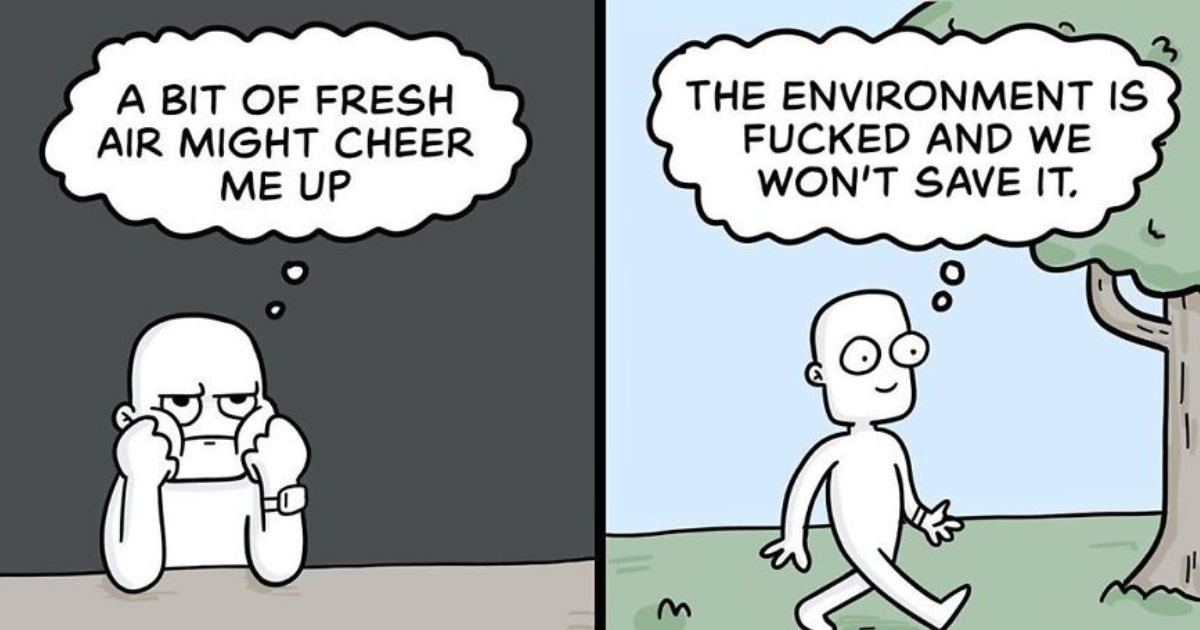 A BIT OF FRESH
AIR MIGHT CHEER
ME UP
THE ENVIRONMENT IS
FUCKED AND WE
WON'T SAVE IT.